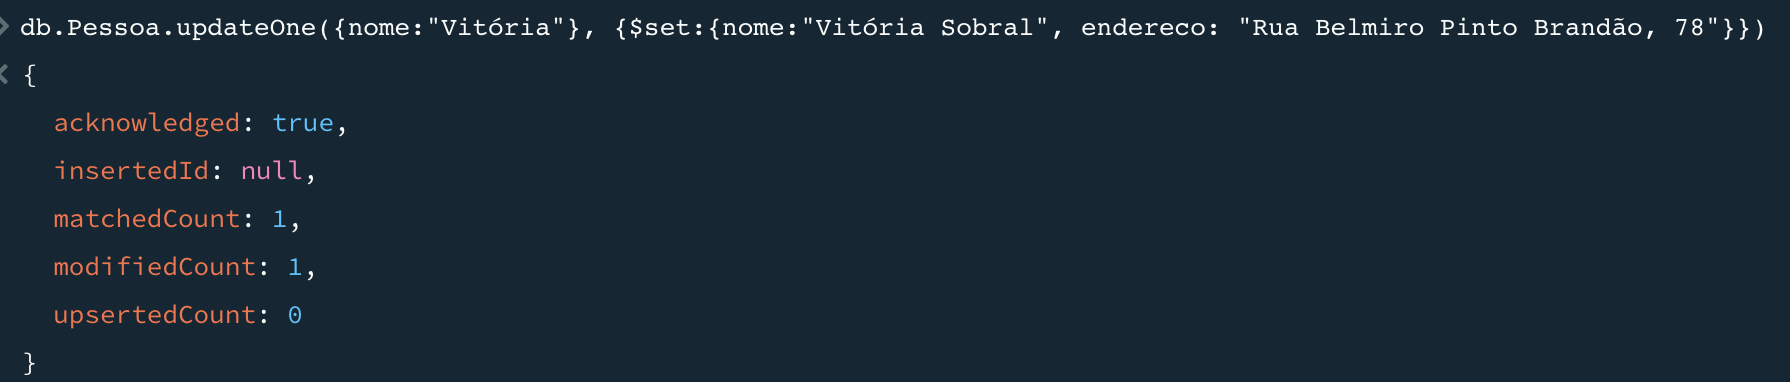 db.Pessoa.updateOne({nome:"Vitória"}, {$set:{nome:"Vitória Sobral", endereco: "Rua Belmiro Pinto Brandão, 78"}})
{
acknowledged: true,
insertedId: null,
matchedCount: 1,
modifiedCount: 1,
upsertedCount: 0
}